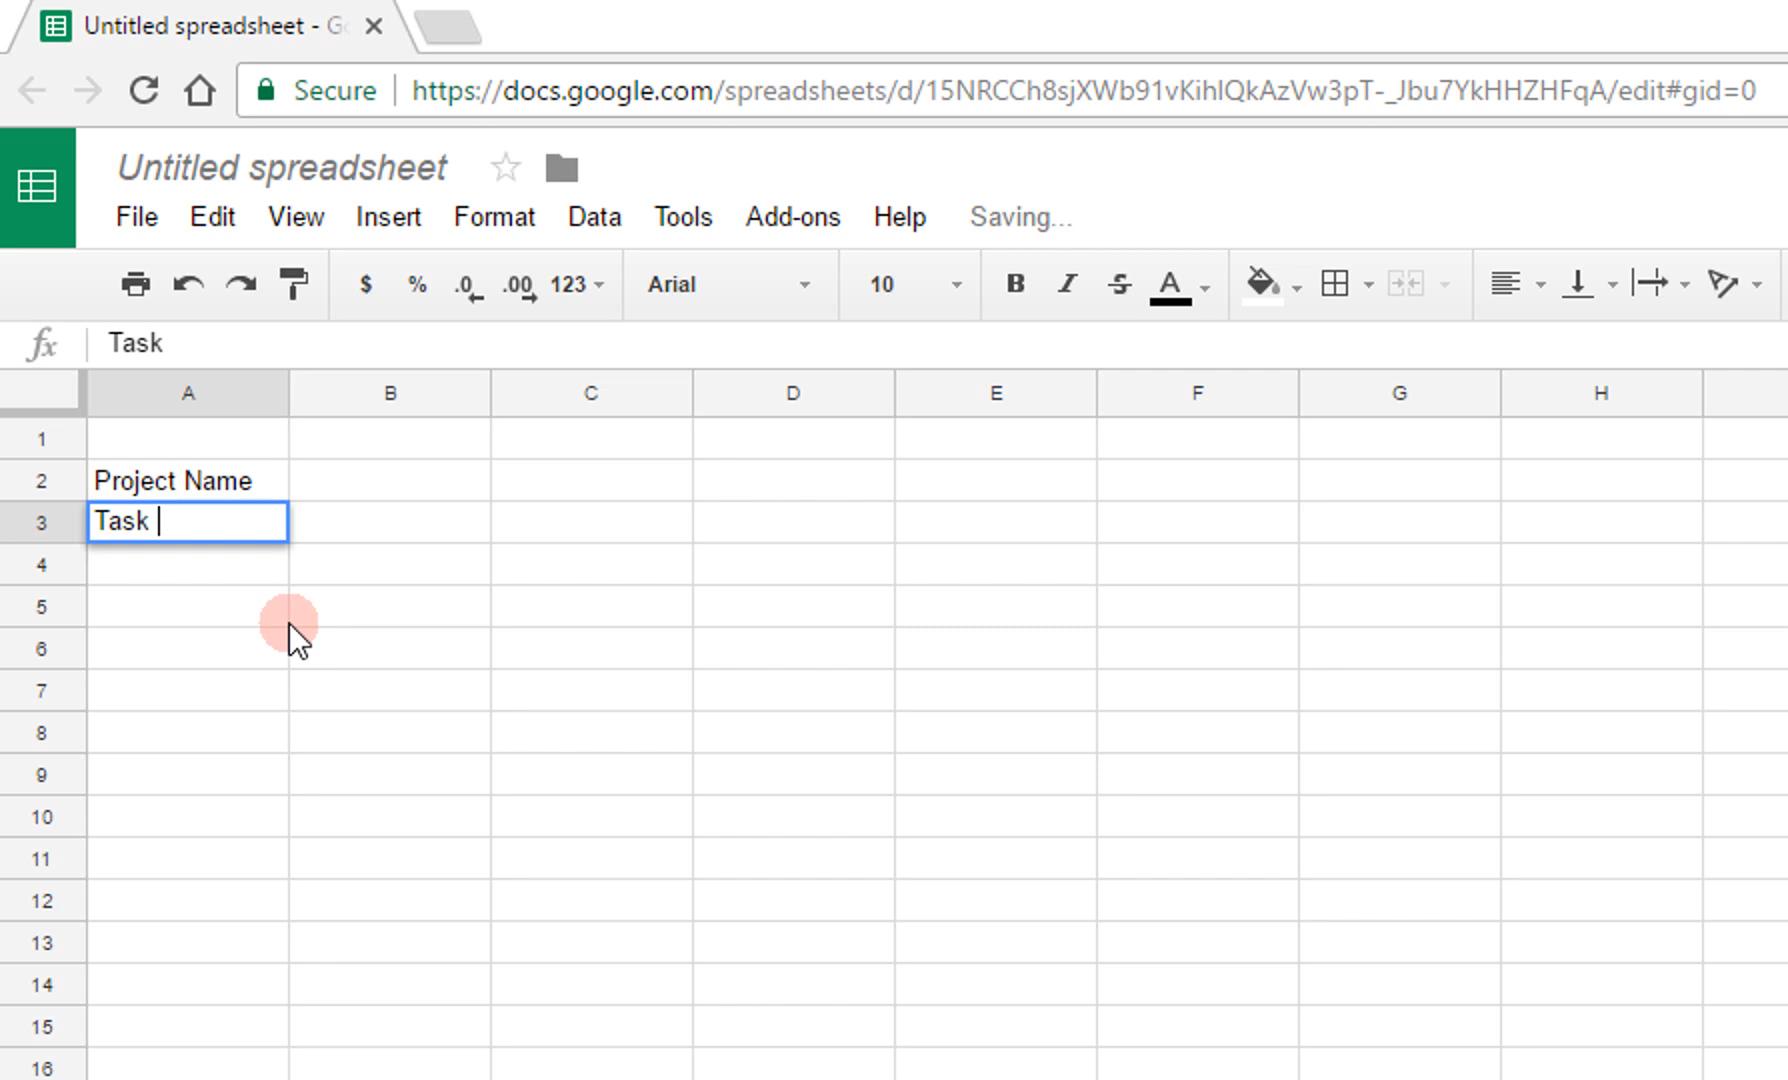 Untitled spreadsheet - Go
Secure https://docs.google.com/spreadsheets/d/15NRCCh8sjXWb91vKihlQkAzVw3pT-_Jbu7YkHHZHFqA/edit#gid=0
Untitled spreadsheet
File Edit View Insert Format Data Tools Add-ons Help Saving...
$ % .0 .00 123 Arial 10 B I S A
fx Task
A B C D E F G H
1
2 Project Name
3 Task
4
5
6
7
8
9
10
11
12
13
14
15
16